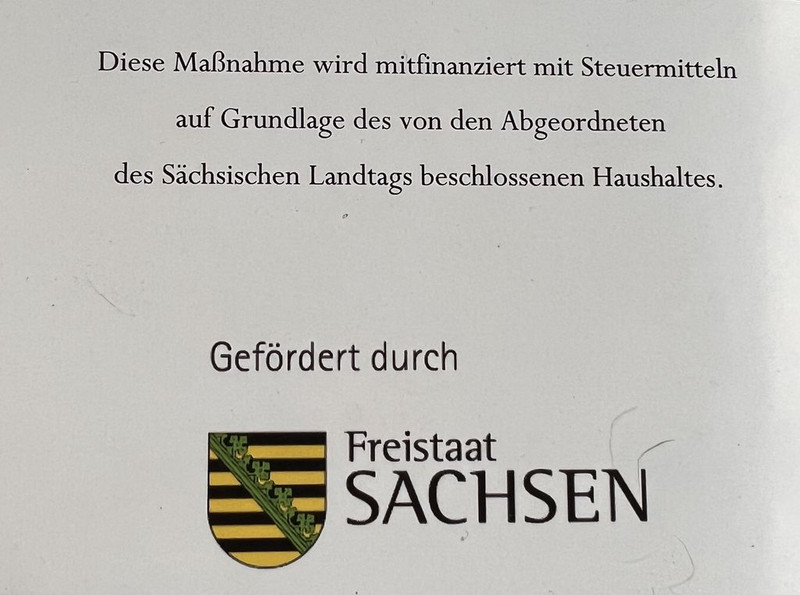 Diese Maßnahme wird mitfinanziert mit Steuermitteln
auf Grundlage des von den Abgeordneten
des Sächsischen Landtags beschlossenen Haushaltes.
Gefördert durch
Freistaat
SACHSEN